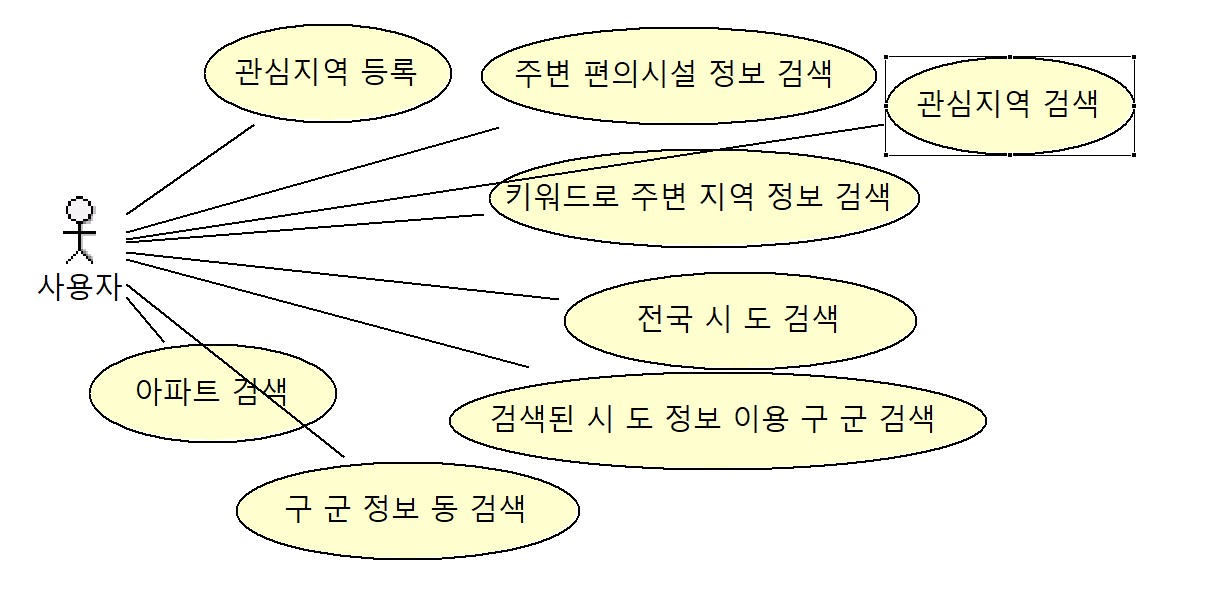 관심지역 등록
주변 편의시설 정보 검색
관심지역 검색
키워드로 주변 지역 정보 검색
사용자
전국 시 도 검색
아파트 검색
검색된 시 도 정보 이용 구 군 검색
구 군 정보 동 검색